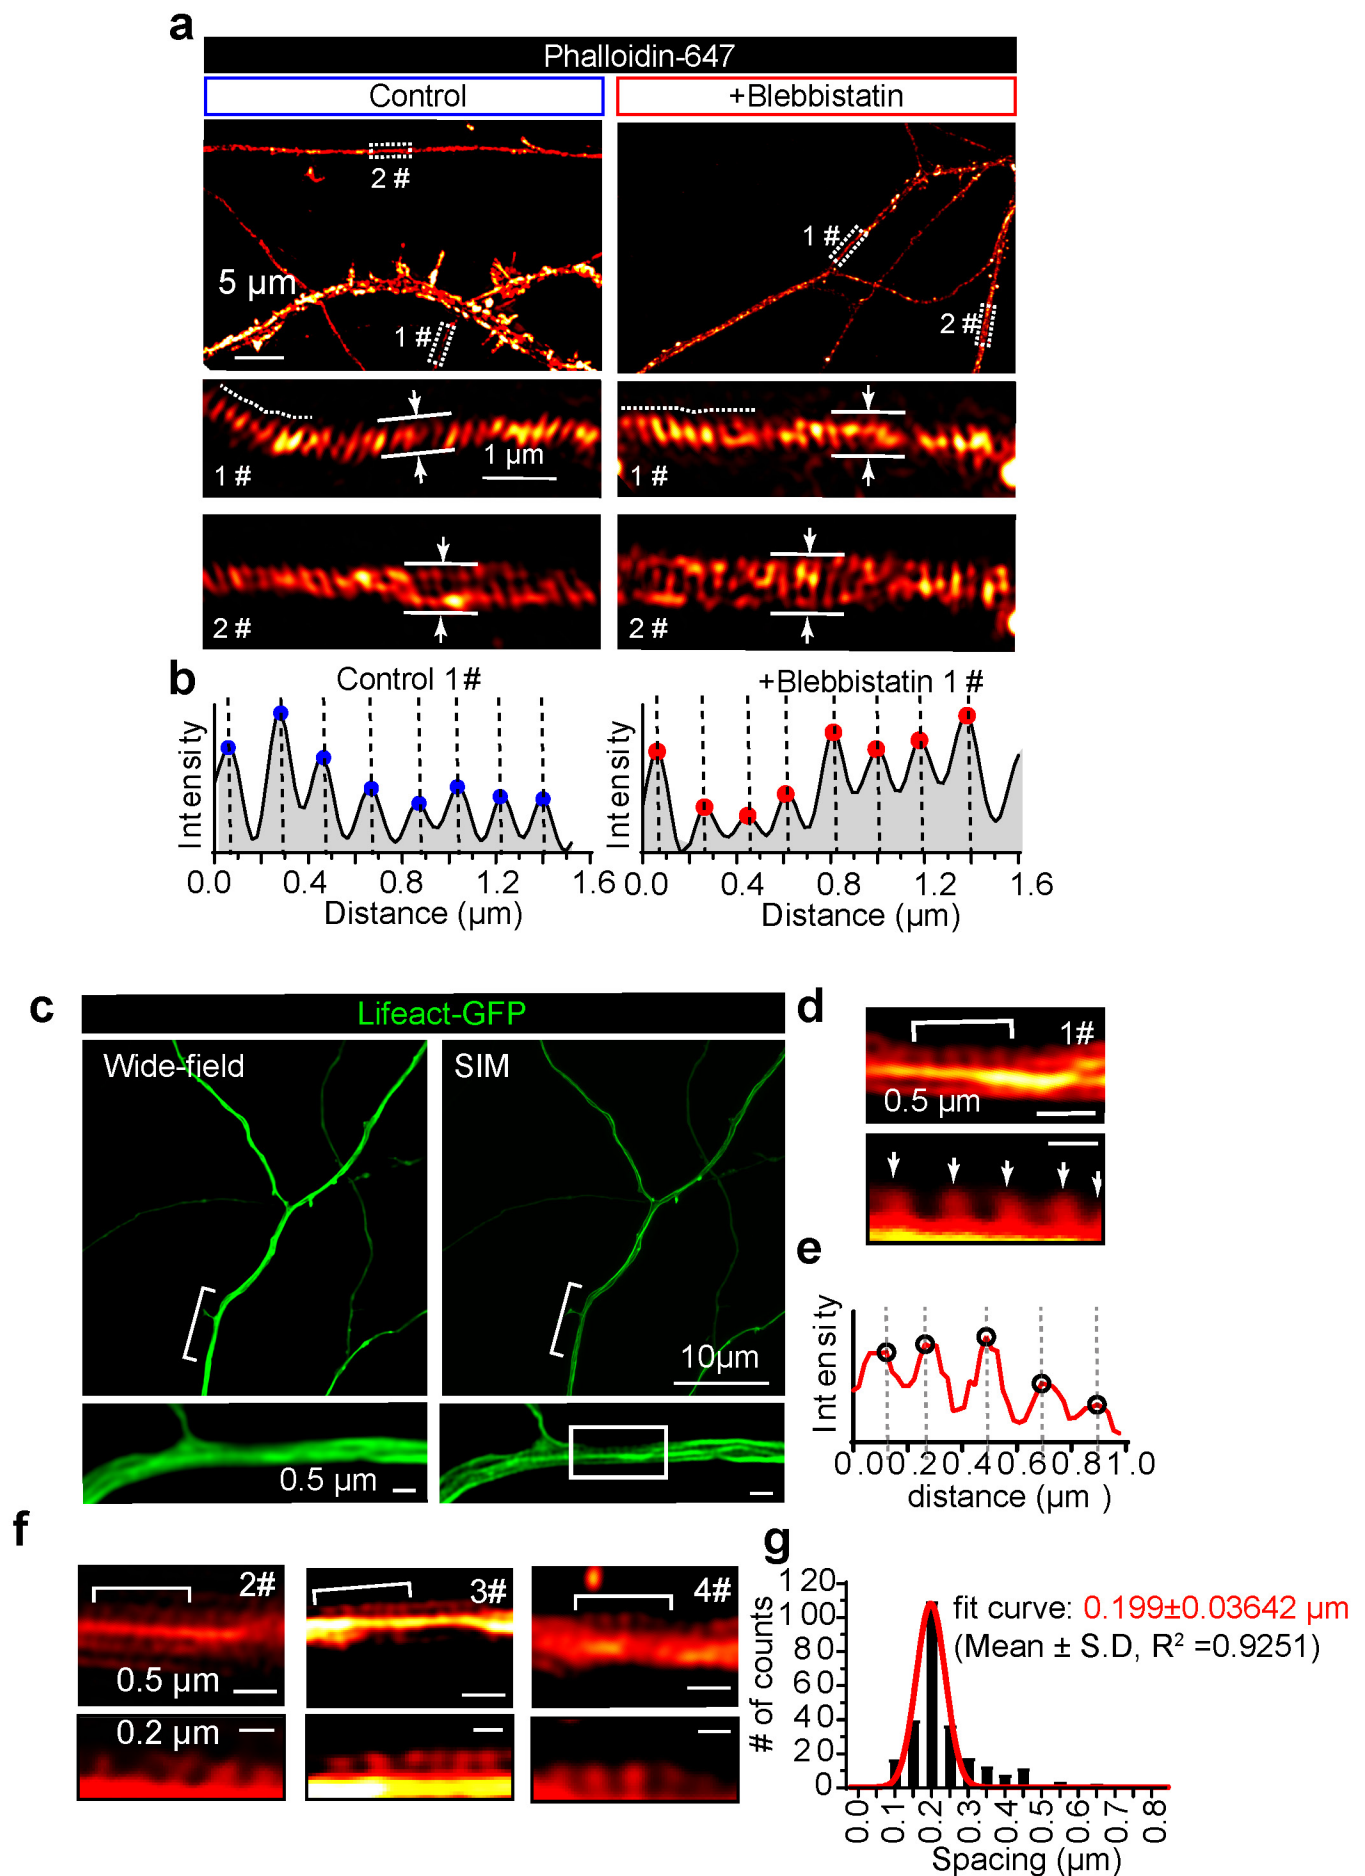 a
Phalloidin-647
Control
+Blebbistatin
2 #
5 µm
1 #
1 #
2 #
1 µm
1 #
1 #
2 #
2 #
b
Control 1#
+Blebbistatin 1 #
Intensity
0.0 0.4 0.8 1.2 1.6
Distance (µm)
Intensity
0.0 0.4 0.8 1.2 1.6
Distance (µm)
c
Lifeact-GFP
Wide-field
SIM
10µm
0.5 µm
d
1#
0.5 µm
e
Intensity
0.0 0.2 0.4 0.6 0.8 1.0
distance (µm )
f
2#
0.5 µm
0.2 µm
3#
4#
g
# of counts
120
100
80
60
40
20
0
fit curve: 0.199±0.03642 µm
(Mean ± S.D, R² =0.9251)
0.0 0.1 0.2 0.3 0.4 0.5 0.6 0.7 0.8
Spacing (µm)